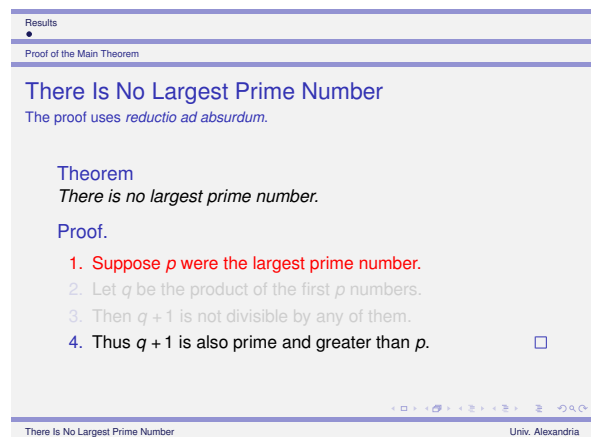 Results
Proof of the Main Theorem
There Is No Largest Prime Number
The proof uses reductio ad absurdum.
Theorem
There is no largest prime number.
Proof.
1. Suppose p were the largest prime number.
2. Let q be the product of the first p numbers.
3. Then q + 1 is not divisible by any of them.
4. Thus q + 1 is also prime and greater than p.
There Is No Largest Prime Number
Univ. Alexandria